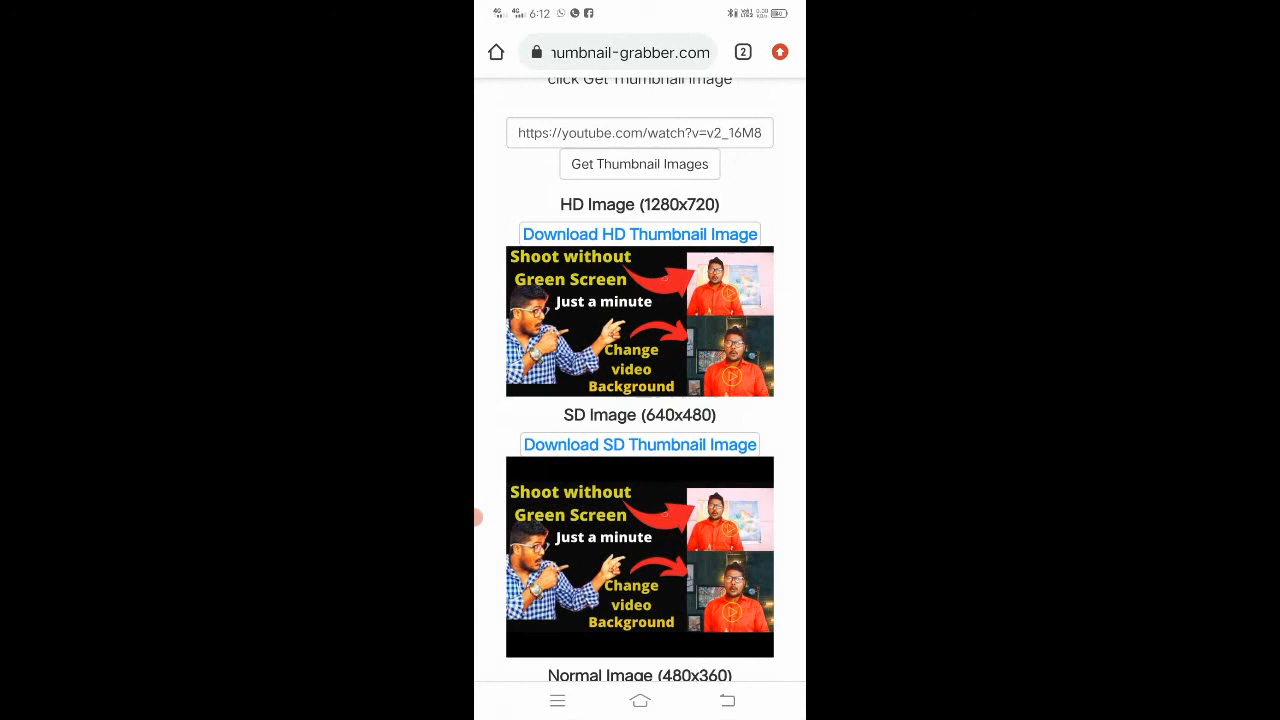 4G 4G 6:12
umbnail-grabber.com 2
click Get Thumbnail Image
https://youtube.com/watch?v=v2_16M8
Get Thumbnail Images
HD Image (1280x720)
Download HD Thumbnail Image
Shoot without
Green Screen
Just a minute
Change
video
Background
SD Image (640x480)
Download SD Thumbnail Image
Shoot without
Green Screen
Just a minute
Change
video
Background
Normal Image (480x360)